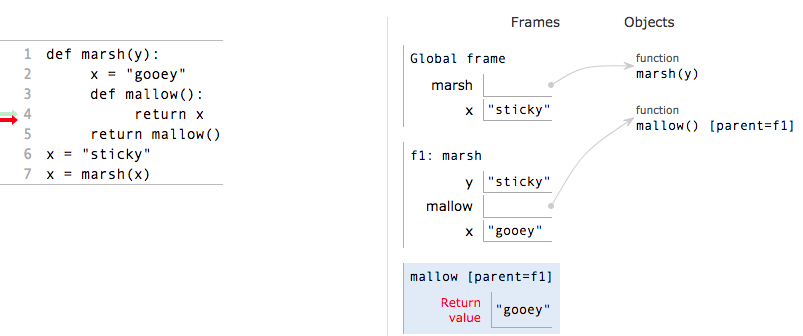 Frames Objects
1 def marsh(y):
2 x = "gooey"
3 def mallow():
4 return x
5 return mallow()
6 x = "sticky"
7 x = marsh(x)
Global frame
marsh
x "sticky"
function
marsh(y)
function
mallow() [parent=f1]
f1: marsh
y "sticky"
mallow
x "gooey"
mallow [parent=f1]
Return
value "gooey"